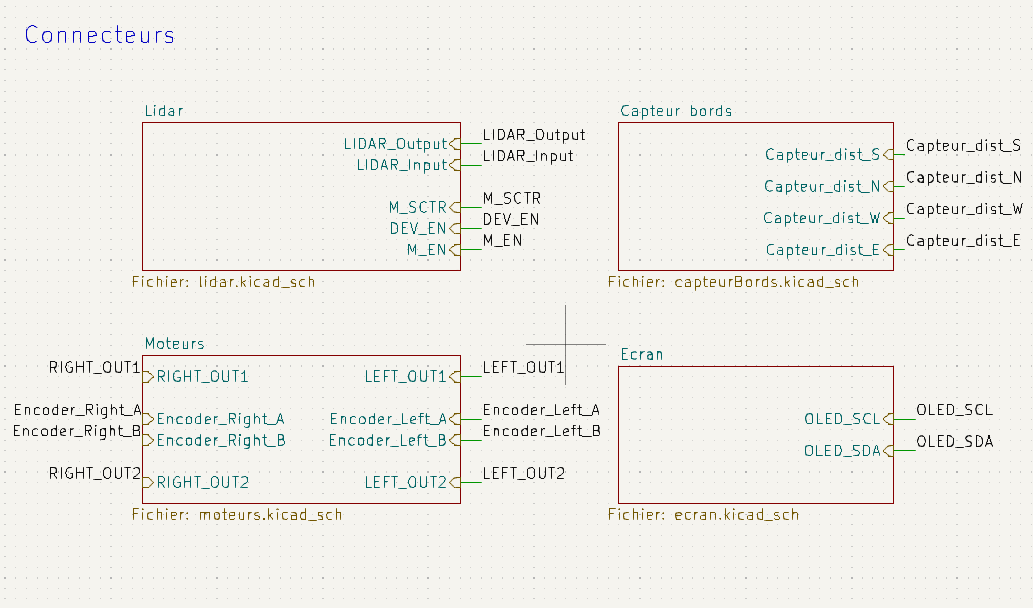 Connecteurs
Lidar
LIDAR_Output
LIDAR_Output
LIDAR_Input
LIDAR_Input
M_SCTR
M_SCTR
DEV_EN
DEV_EN
M_EN
M_EN
Fichier: lidar.kicad_sch
Capteur bords
Capteur_dist_S
Capteur_dist_S
Capteur_dist_N
Capteur_dist_N
Capteur_dist_W
Capteur_dist_W
Capteur_dist_E
Capteur_dist_E
Fichier: capteurBords.kicad_sch
Moteurs
RIGHT_OUT1
RIGHT_OUT1
LEFT_OUT1
LEFT_OUT1
Encoder_Right_A
Encoder_Right_A
Encoder_Left_A
Encoder_Left_A
Encoder_Right_B
Encoder_Right_B
Encoder_Left_B
Encoder_Left_B
RIGHT_OUT2
RIGHT_OUT2
LEFT_OUT2
LEFT_OUT2
Fichier: moteurs.kicad_sch
Ecran
OLED_SCL
OLED_SCL
OLED_SDA
OLED_SDA
Fichier: ecran.kicad_sch